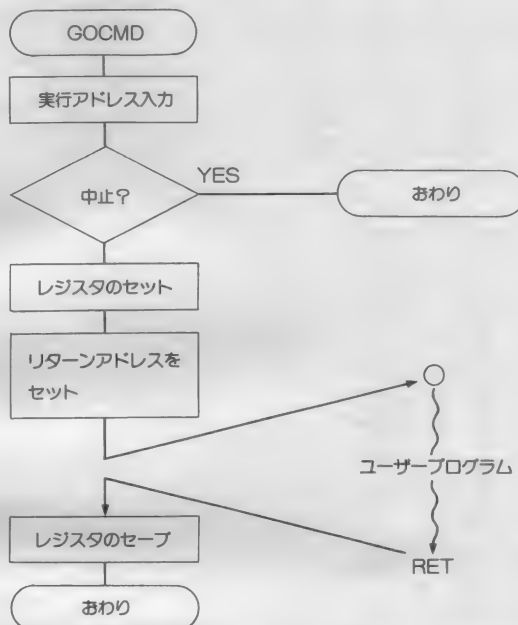 GOCMD
実行アドレス入力
中止？
YES
おわり
レジスタのセット
リターンアドレスを
セット
ユーザープログラム
レジスタのセーブ
RET
おわり